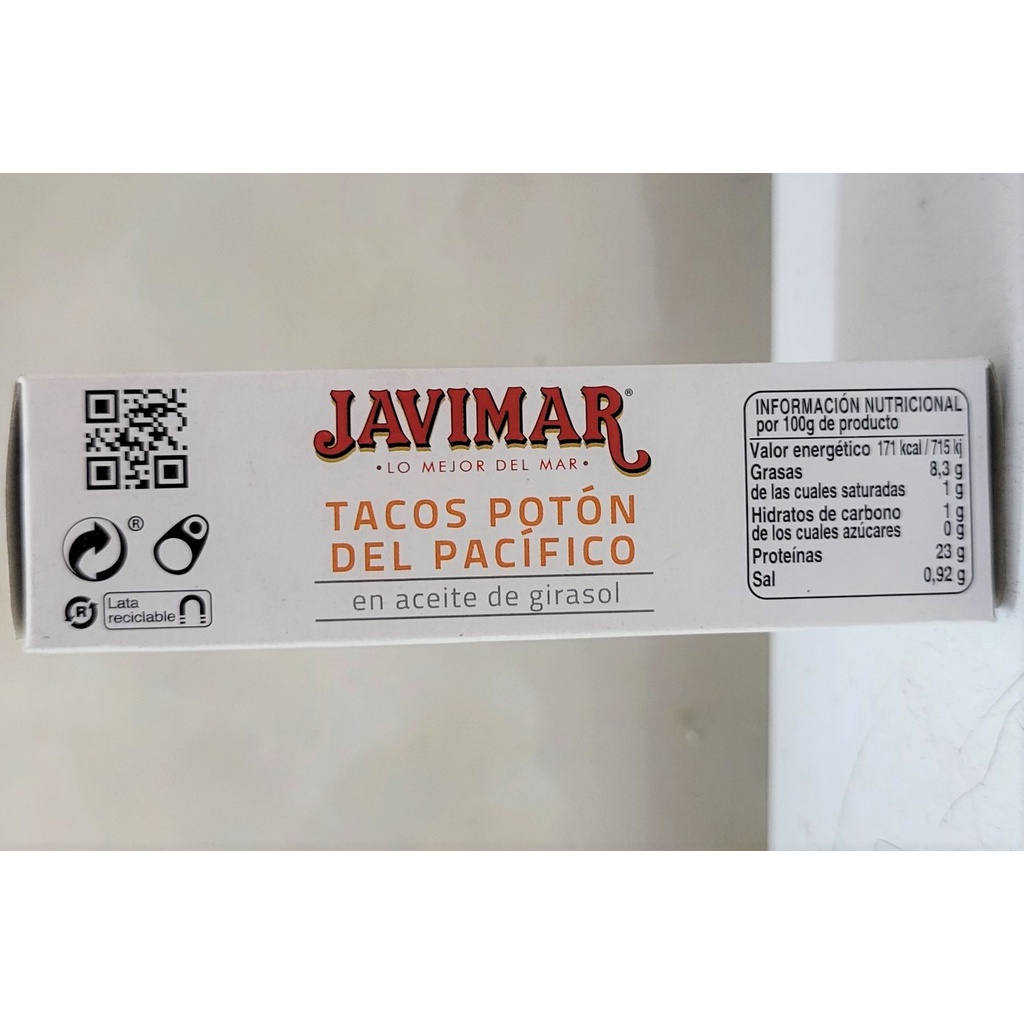 JAVIMAR®
• LO MEJOR DEL MAR •
TACOS POTÓN
DEL PACÍFICO
en aceite de girasol
®
R
Lata
reciclable
INFORMACIÓN NUTRICIONAL
por 100g de producto
Valor energético 171 kcal / 715 kj
Grasas 8,3 g
de las cuales saturadas 1 g
Hidratos de carbono 1 g
de los cuales azúcares 0 g
Proteínas 23 g
Sal 0,92 g